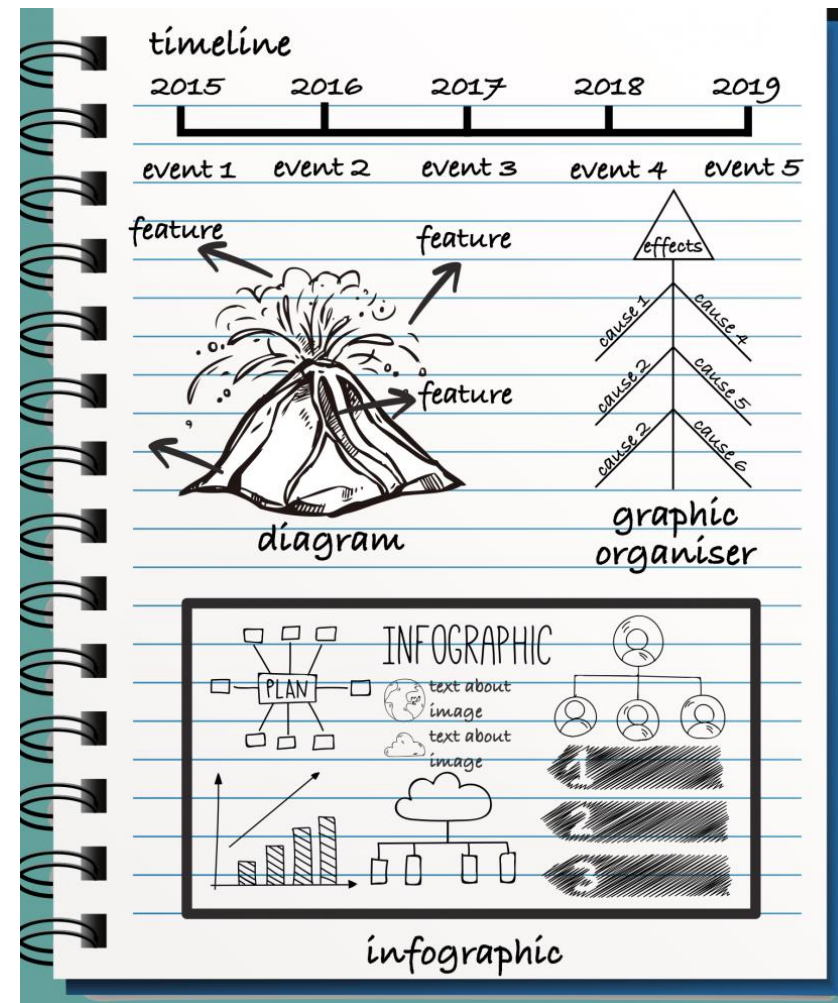 timeline
2015 2016 2017 2018 2019
event 1 event 2 event 3 event 4 event 5
feature
feature
feature
diagram
effects
cause 1
cause 4
cause 2
cause 5
cause 2
cause 6
graphic
organiser
INFOGRAPHIC
PLAN
text about
image
text about
image
1
2
3
infographic